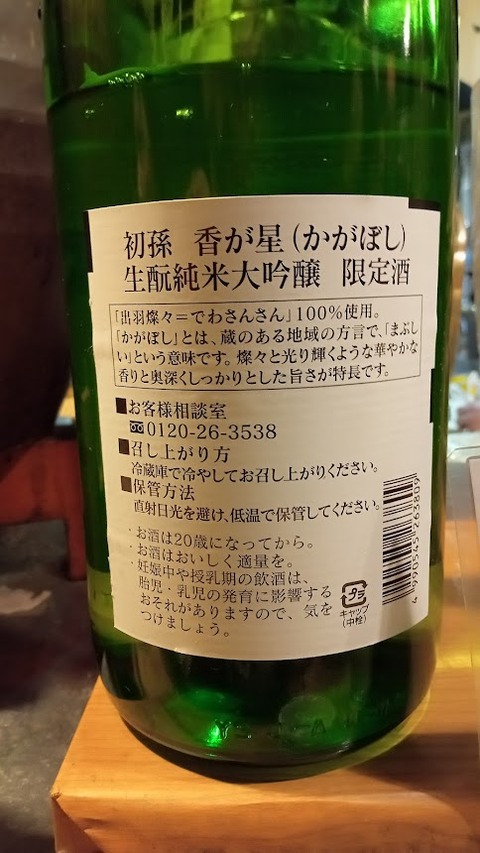 初孫 香が星(かがぼし)
生酛純米大吟醸 限定酒
「出羽燦々=でわさんさん」100%使用。
「かがぼし」とは、蔵のある地域の方言で、「まぶし
い」という意味です。燦々と光り輝くような華やかな
香りと奥深くしっかりとした旨さが特長です。
■お客様相談室
0120-26-3538
■召し上がり方
冷蔵庫で冷やしてお召し上がりください。
■保管方法
直射日光を避け、低温で保管してください。
・お酒は20歳になってから。
・お酒はおいしく適量を。
・妊娠中や授乳期の飲酒は、
胎児・乳児の発育に影響する
おそれがありますので、気を
つけましょう。
プラ
キャップ
(中栓)
4 990345 263809